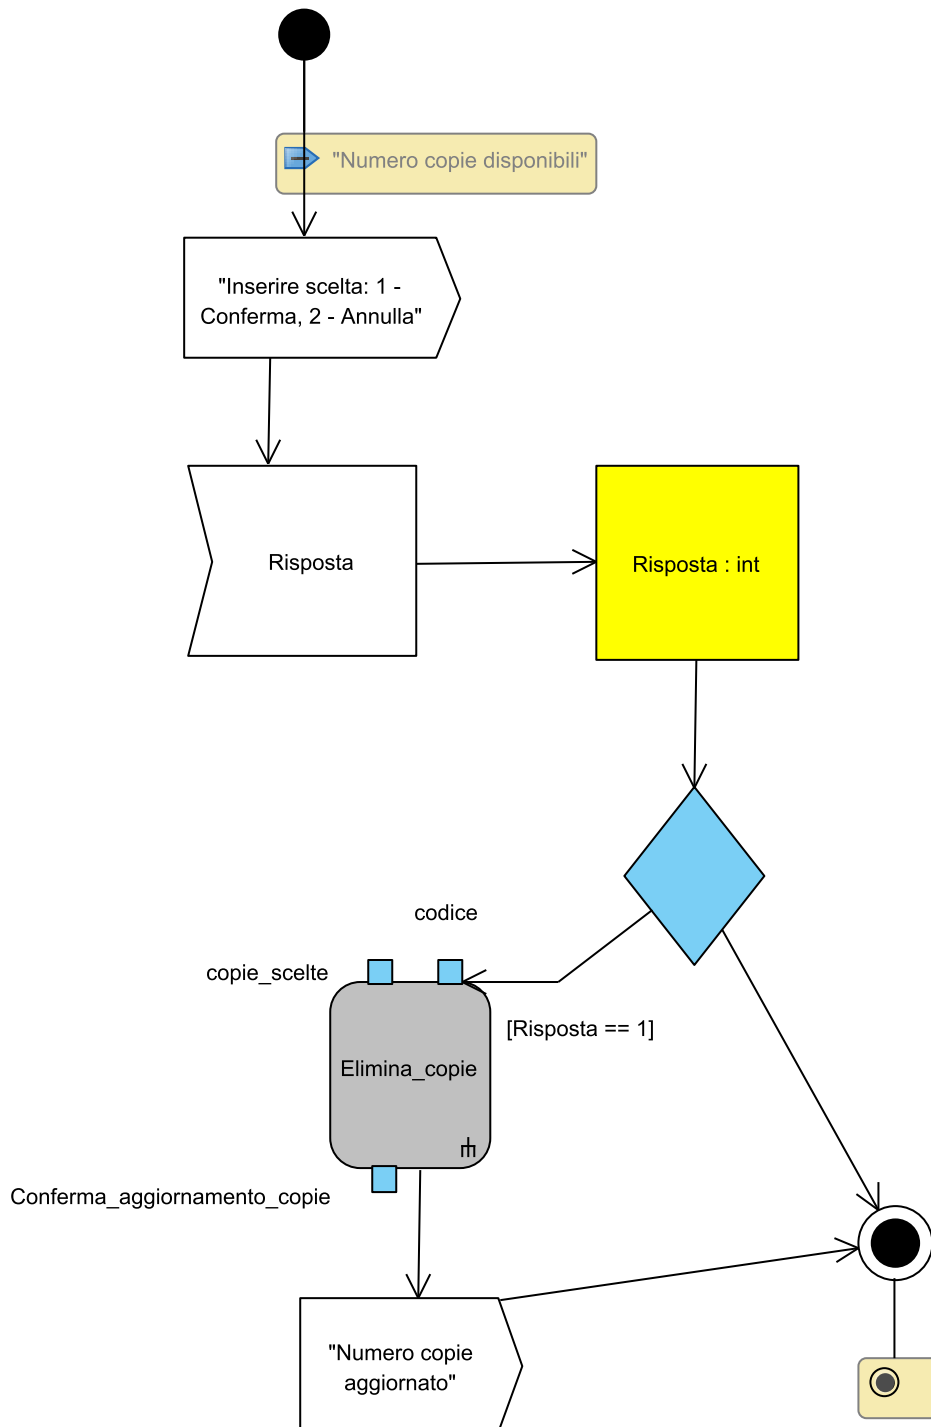 "Numero copie disponibili"
"Inserire scelta: 1 -
Conferma, 2 - Annulla"
Risposta
Risposta : int
codice
copie_scelte
[Risposta == 1]
Elimina_copie
Conferma_aggiornamento_copie
"Numero copie
aggiornato"